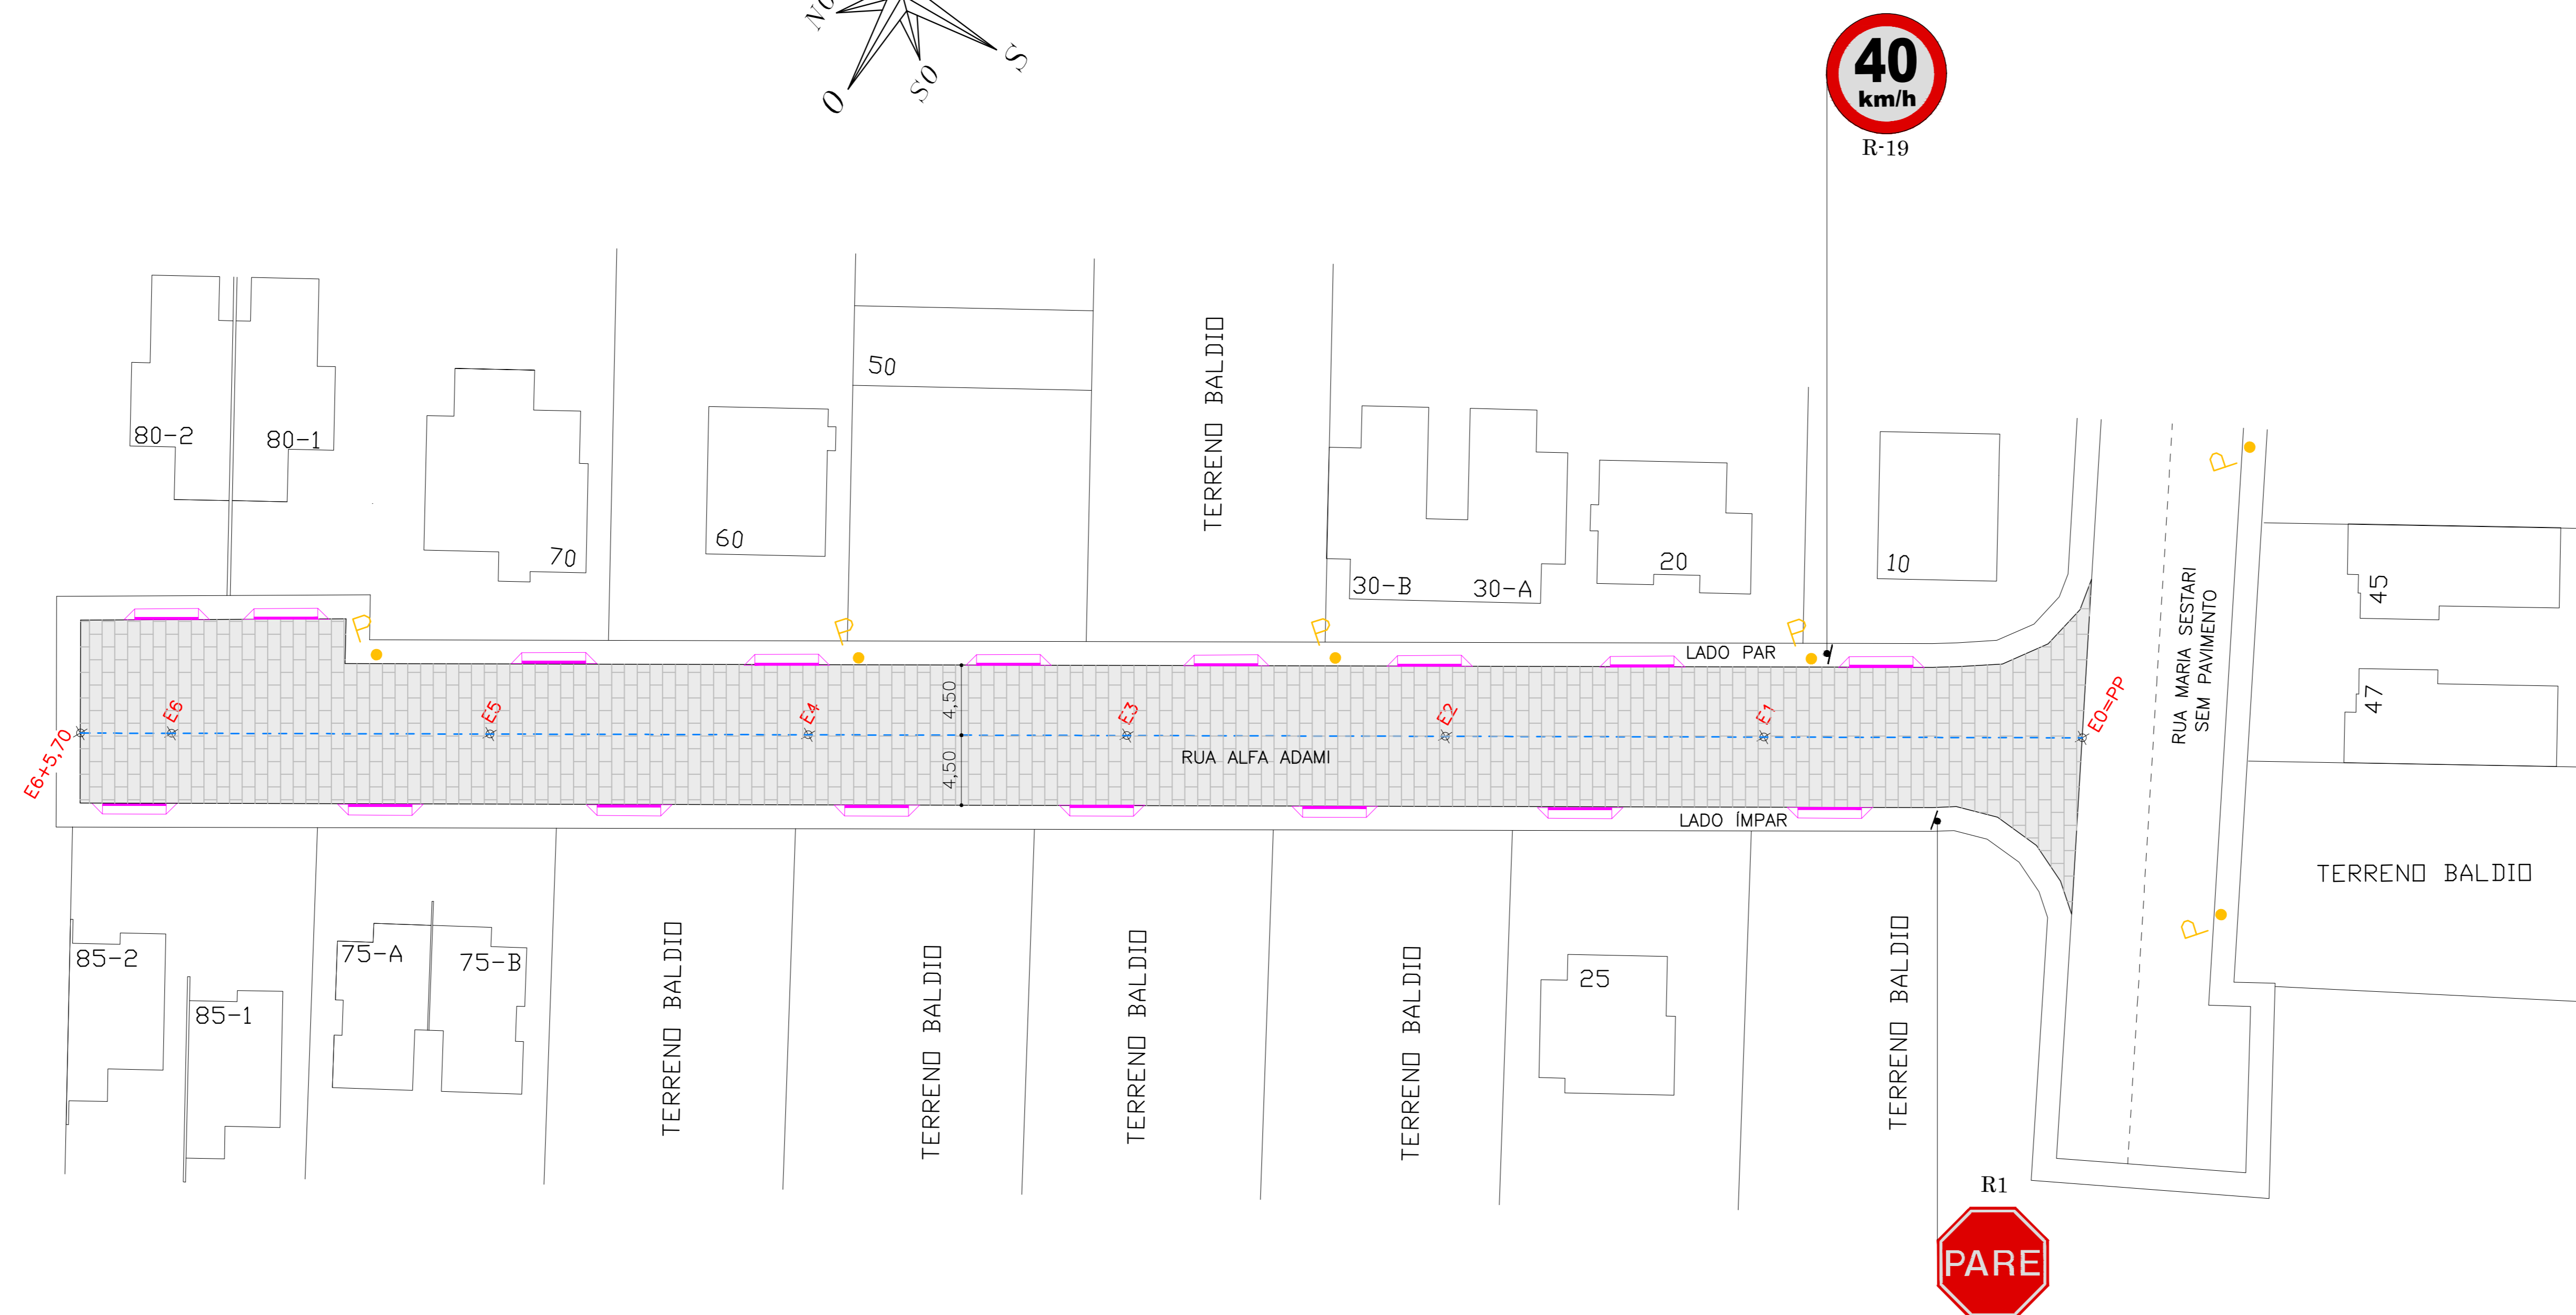 NO
O
SO
S
40
km/h
R-19
80-2
80-1
70
60
50
TERRENO BALDIO
30-B
30-A
20
10
P
P
P
P
P
P
LADO PAR
E6+5,70
E6
E5
E4
4,50
4,50
E3
E2
E1
E0=PP
RUA ALFA ADAMI
LADO ÍMPAR
RUA MARIA SESTARI
SEM PAVIMENTO
45
47
TERRENO BALDIO
85-2
85-1
75-A
75-B
TERRENO BALDIO
TERRENO BALDIO
TERRENO BALDIO
TERRENO BALDIO
25
TERRENO BALDIO
R1
PARE